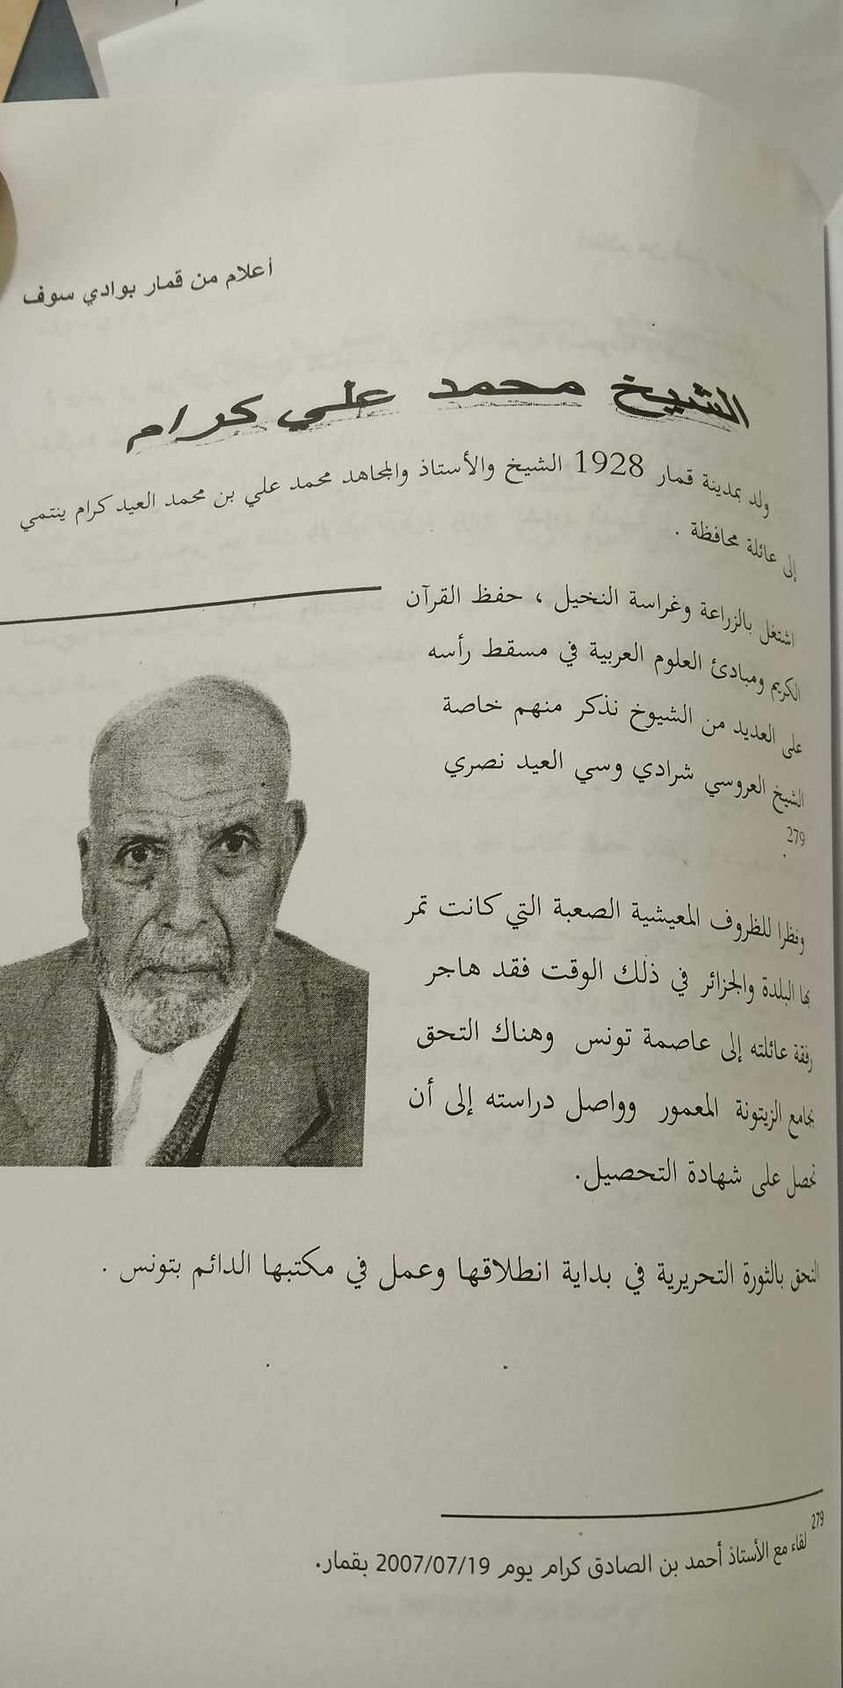 أعلام من قمار بوادي سوف
الشيخ محمد علي كرام
ولد بمدينة قمار 1928 الشيخ والأستاذ والمجاهد محمد علي بن محمد العيد كرام ينتمي
إلى عائلة محافظة .
اشتغل بالزراعة وغراسة النخيل ، حفظ القرآن
الكريم ومبادئ العلوم العربية في مسقط رأسه
على العديد من الشيوخ نذكر منهم خاصة
الشيخ العروسي شرادي وسي العيد نصري
279
.
ونظرا للظروف المعيشية الصعبة التي كانت تمر
بها البلدة والجزائر في ذلك الوقت فقد هاجر
رفقة عائلته إلى عاصمة تونس وهناك التحق
بجامع الزيتونة المعمور وواصل دراسته إلى أن
تحصل على شهادة التحصيل.
التحق بالثورة التحريرية في بداية انطلاقها وعمل في مكتبها الدائم بتونس .
279 لقاء مع الأستاذ أحمد بن الصادق كرام يوم 2007/07/19 بقمار.